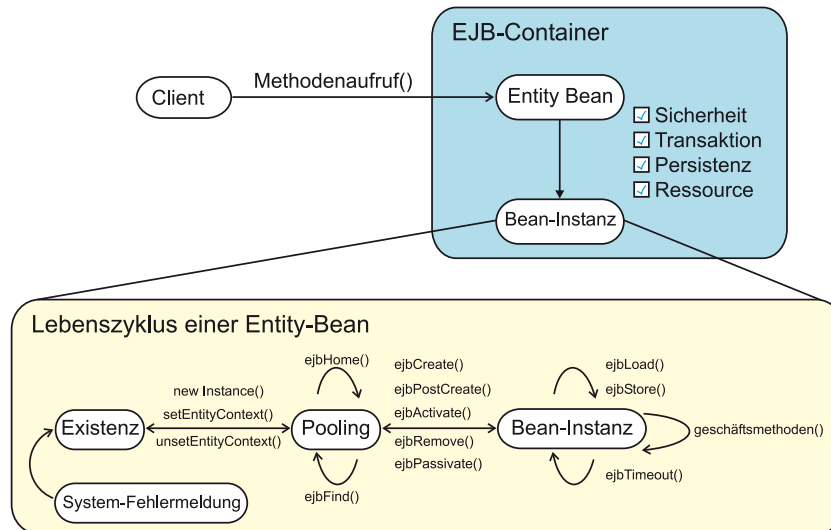 EJB-Container
Methodenaufruf()
Client
Entity Bean
Sicherheit
Transaktion
Persistenz
Ressource
Bean-Instanz
Lebenszyklus einer Entity-Bean
ejbHome()
ejbCreate()
ejbLoad()
new Instance()
ejbPostCreate()
ejbStore()
setEntityContext()
ejbActivate()
Existenz
Pooling
Bean-Instanz
geschäftsmethoden()
unsetEntityContext()
ejbRemove()
ejbPassivate()
ejbTimeout()
System-Fehlermeldung
ejbFind()